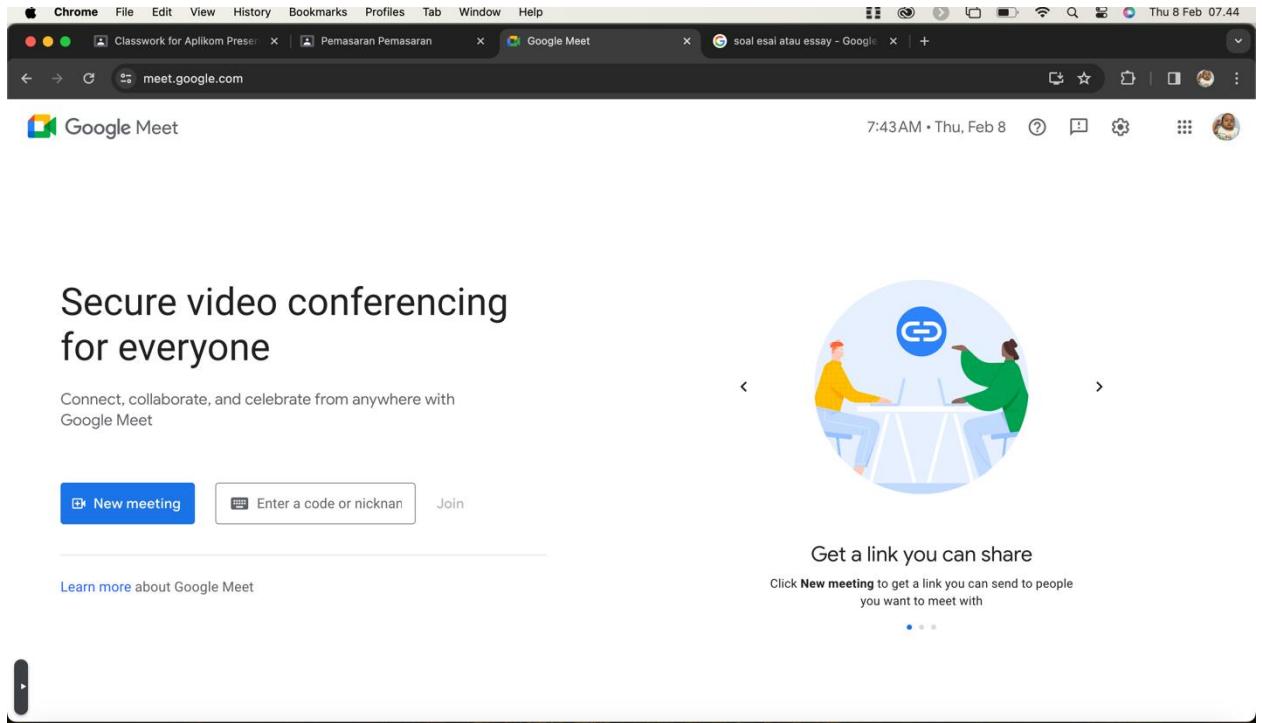 Chrome File Edit View History Bookmarks Profiles Tab Window Help Thu 8 Feb 07.44
Classwork for Aplikom Presen Pemasaran Pemasaran Google Meet soal esai atau essay - Google
meet.google.com
Google Meet 7:43 AM • Thu, Feb 8
Secure video conferencing
for everyone
Connect, collaborate, and celebrate from anywhere with
Google Meet
New meeting Enter a code or nicknan Join
Learn more about Google Meet
Get a link you can share
Click New meeting to get a link you can send to people
you want to meet with